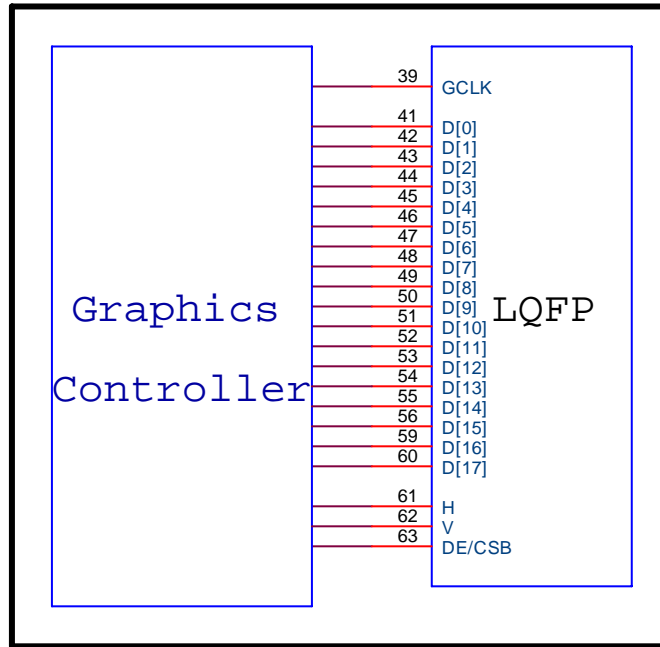 39 GCLK
41 D[0]
42 D[1]
43 D[2]
44 D[3]
45 D[4]
46 D[5]
47 D[6]
48 D[7]
49 D[8]
50 D[9]
51 D[10]
52 D[11]
53 D[12]
54 D[13]
55 D[14]
56 D[15]
59 D[16]
60 D[17]
61 H
62 V
63 DE/CSB
Graphics
Controller
LQFP